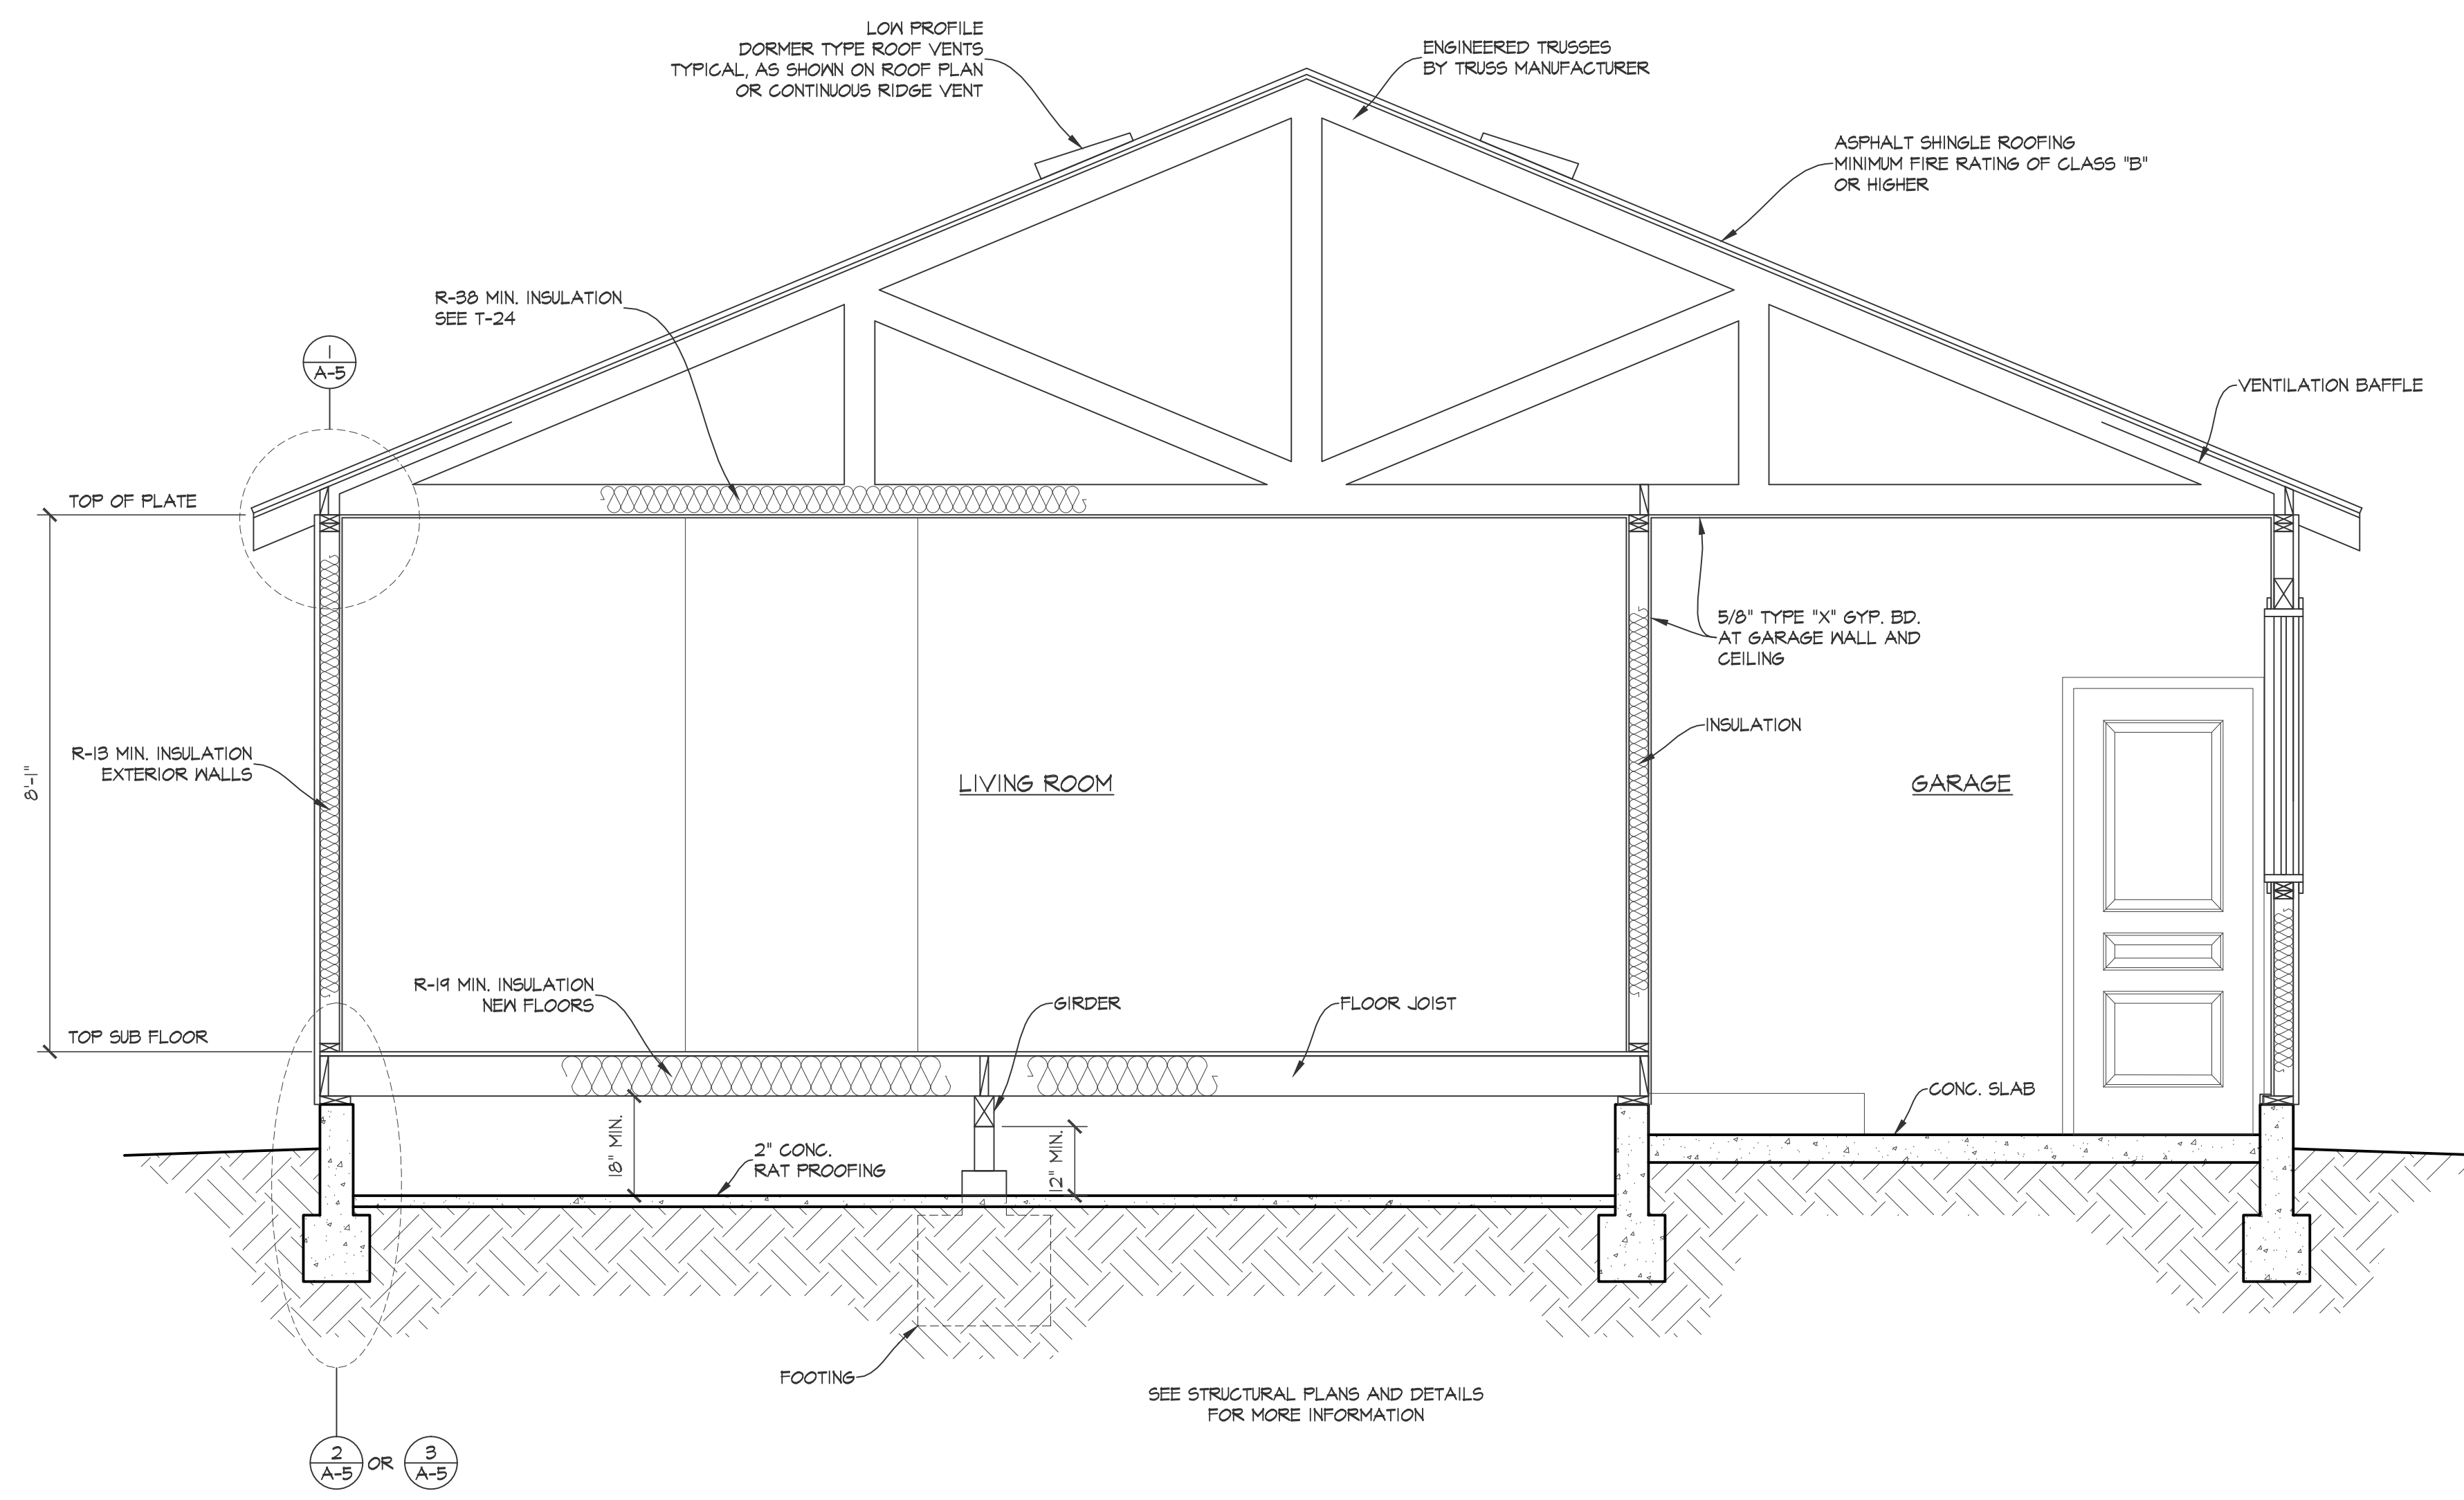 LOW PROFILE
DORMER TYPE ROOF VENTS
TYPICAL, AS SHOWN ON ROOF PLAN
OR CONTINUOUS RIDGE VENT
ENGINEERED TRUSSES
BY TRUSS MANUFACTURER
ASPHALT SHINGLE ROOFING
MINIMUM FIRE RATING OF CLASS "B"
OR HIGHER
R-38 MIN. INSULATION
SEE T-24
1
A-5
VENTILATION BAFFLE
TOP OF PLATE
5/8" TYPE "X" GYP. BD.
AT GARAGE WALL AND
CEILING
INSULATION
R-13 MIN. INSULATION
EXTERIOR WALLS
8'-1"
LIVING ROOM
GARAGE
R-19 MIN. INSULATION
NEW FLOORS
GIRDER
FLOOR JOIST
TOP SUB FLOOR
CONC. SLAB
18" MIN.
2" CONC.
RAT PROOFING
12" MIN.
FOOTING
SEE STRUCTURAL PLANS AND DETAILS
FOR MORE INFORMATION
2
A-5
OR
3
A-5